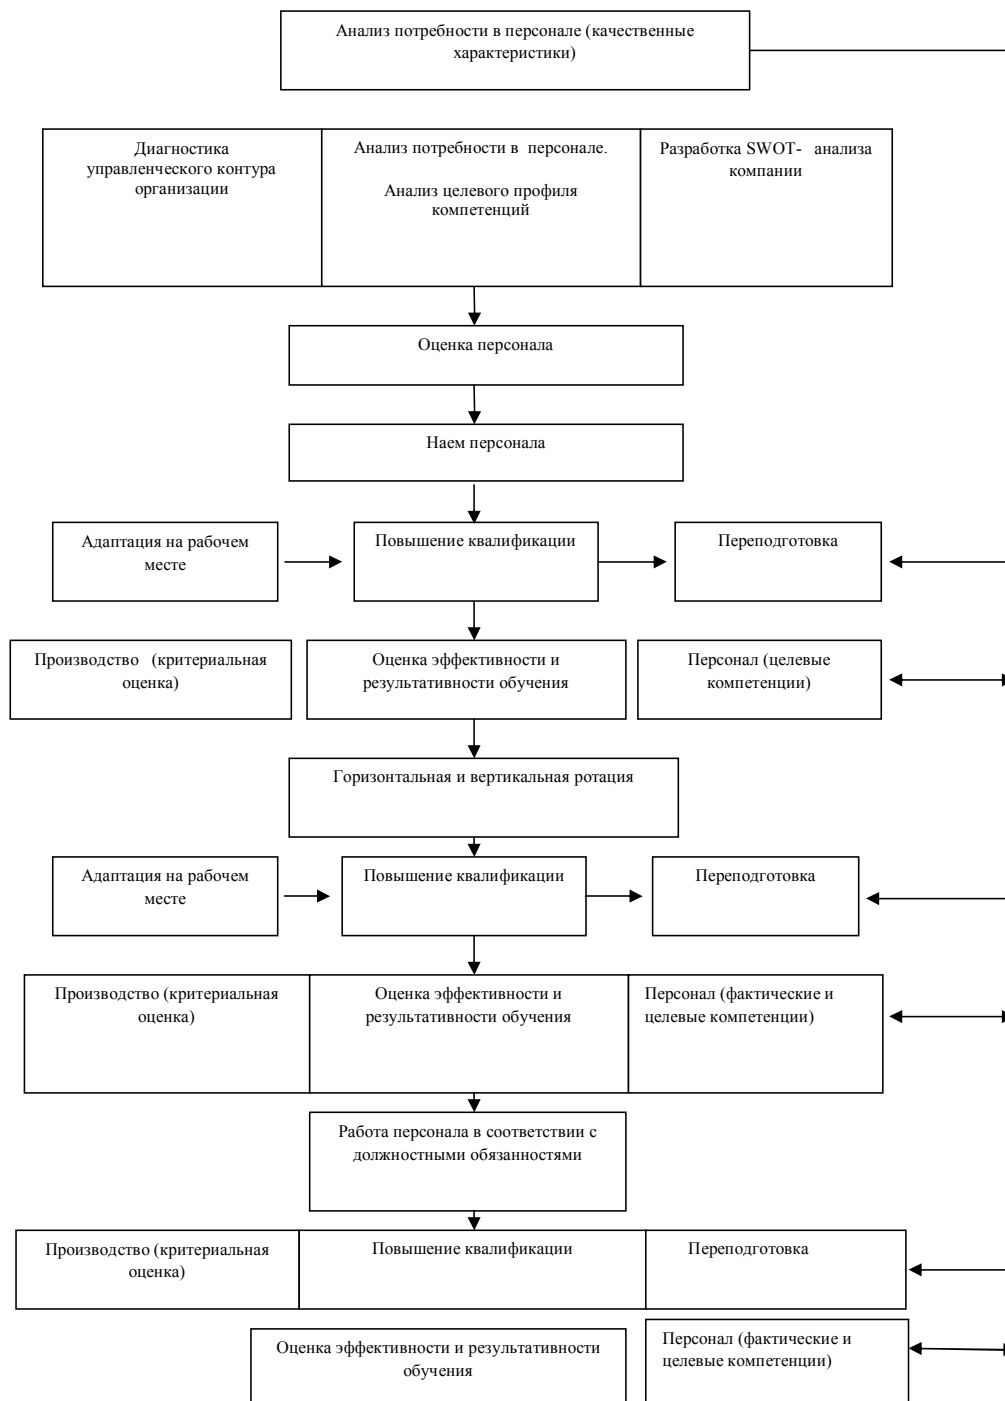 Анализ потребности в персонале (качественные
характеристики)
Диагностика
управленческого контура
организации
Анализ потребности в персонале.
Анализ целевого профиля
компетенций
Разработка SWOT- анализа
компании
Оценка персонала
Наем персонала
Адаптация на рабочем
месте
Повышение квалификации
Переподготовка
Производство (критериальная
оценка)
Оценка эффективности и
результативности обучения
Персонал (целевые
компетенции)
Горизонтальная и вертикальная ротация
Адаптация на рабочем
месте
Повышение квалификации
Переподготовка
Производство (критериальная
оценка)
Оценка эффективности и
результативности обучения
Персонал (фактические и
целевые компетенции)
Работа персонала в соответствии с
должностными обязанностями
Производство (критериальная
оценка)
Повышение квалификации
Переподготовка
Оценка эффективности и результативности
обучения
Персонал (фактические и
целевые компетенции)